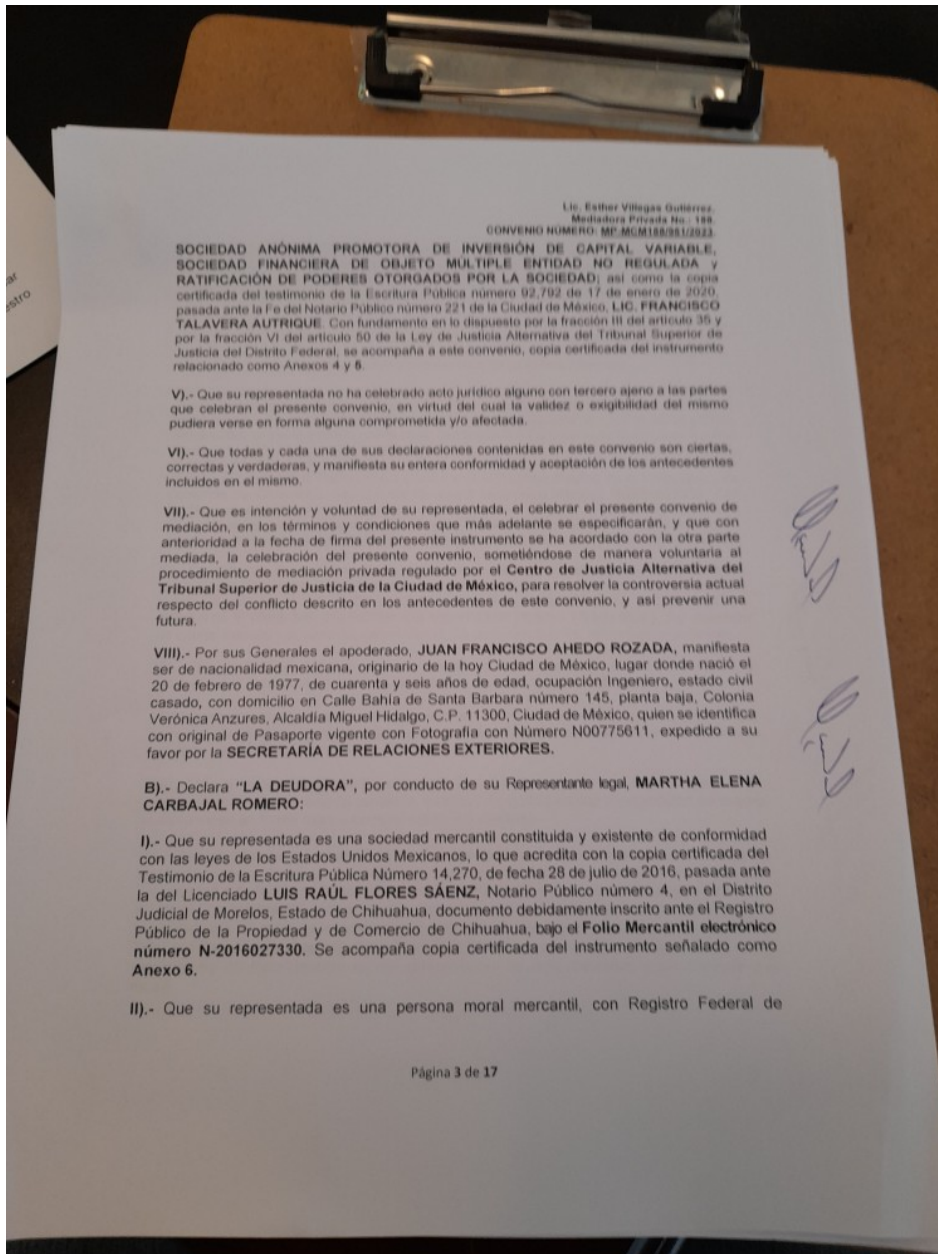 Lic. Esther Villegas Gutiérrez.
Mediadora Privada No.: 188.
CONVENIO NÚMERO: MP-MCM188/981/2023.
SOCIEDAD ANÓNIMA PROMOTORA DE INVERSIÓN DE CAPITAL VARIABLE,
SOCIEDAD FINANCIERA DE OBJETO MÚLTIPLE ENTIDAD NO REGULADA y
RATIFICACIÓN DE PODERES OTORGADOS POR LA SOCIEDAD; así como la copia
certificada del testimonio de la Escritura Pública número 92,792 de 17 de enero de 2020,
pasada ante la Fe del Notario Público número 221 de la Ciudad de México, LIC. FRANCISCO
TALAVERA AUTRIQUE. Con fundamento en lo dispuesto por la fracción III del artículo 35 y
por la fracción VI del artículo 50 de la Ley de Justicia Alternativa del Tribunal Superior de
Justicia del Distrito Federal, se acompaña a este convenio, copia certificada del instrumento
relacionado como Anexos 4 y 5.
V).- Que su representada no ha celebrado acto jurídico alguno con tercero ajeno a las partes
que celebran el presente convenio, en virtud del cual la validez o exigibilidad del mismo
pudiera verse en forma alguna comprometida y/o afectada.
VI).- Que todas y cada una de sus declaraciones contenidas en este convenio son ciertas,
correctas y verdaderas, y manifiesta su entera conformidad y aceptación de los antecedentes
incluidos en el mismo.
VII).- Que es intención y voluntad de su representada, el celebrar el presente convenio de
mediación, en los términos y condiciones que más adelante se especificarán, y que con
anterioridad a la fecha de firma del presente instrumento se ha acordado con la otra parte
mediada, la celebración del presente convenio, sometiéndose de manera voluntaria al
procedimiento de mediación privada regulado por el Centro de Justicia Alternativa del
Tribunal Superior de Justicia de la Ciudad de México, para resolver la controversia actual
respecto del conflicto descrito en los antecedentes de este convenio, y así prevenir una
futura.
VIII).- Por sus Generales el apoderado, JUAN FRANCISCO AHEDO ROZADA, manifiesta
ser de nacionalidad mexicana, originario de la hoy Ciudad de México, lugar donde nació el
20 de febrero de 1977, de cuarenta y seis años de edad, ocupación Ingeniero, estado civil
casado, con domicilio en Calle Bahía de Santa Barbara número 145, planta baja, Colonia
Verónica Anzures, Alcaldía Miguel Hidalgo, C.P. 11300, Ciudad de México, quien se identifica
con original de Pasaporte vigente con Fotografía con Número N00775611, expedido a su
favor por la SECRETARÍA DE RELACIONES EXTERIORES.
B).- Declara "LA DEUDORA", por conducto de su Representante legal, MARTHA ELENA
CARBAJAL ROMERO:
I).- Que su representada es una sociedad mercantil constituida y existente de conformidad
con las leyes de los Estados Unidos Mexicanos, lo que acredita con la copia certificada del
Testimonio de la Escritura Pública Número 14,270, de fecha 28 de julio de 2016, pasada ante
la del Licenciado LUIS RAÚL FLORES SÁENZ, Notario Público número 4, en el Distrito
Judicial de Morelos, Estado de Chihuahua, documento debidamente inscrito ante el Registro
Público de la Propiedad y de Comercio de Chihuahua, bajo el Folio Mercantil electrónico
número N-2016027330. Se acompaña copia certificada del instrumento señalado como
Anexo 6.
II).- Que su representada es una persona moral mercantil, con Registro Federal de
Página 3 de 17